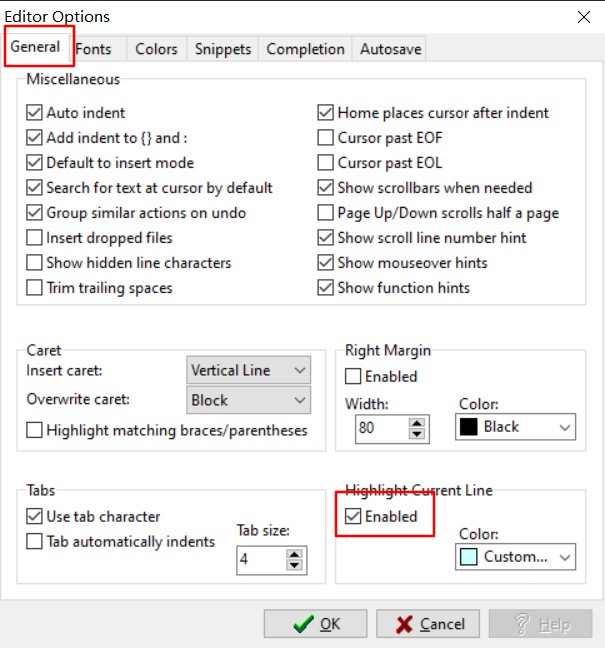 Editor Options
General Fonts Colors Snippets Completion Autosave
Miscellaneous
Auto indent
Add indent to {} and :
Default to insert mode
Search for text at cursor by default
Group similar actions on undo
Insert dropped files
Show hidden line characters
Trim trailing spaces
Home places cursor after indent
Cursor past EOF
Cursor past EOL
Show scrollbars when needed
Page Up/Down scrolls half a page
Show scroll line number hint
Show mouseover hints
Show function hints
Caret
Insert caret: Vertical Line
Overwrite caret: Block
Highlight matching braces/parentheses
Right Margin
Enabled
Width: Color:
80 Black
Tabs
Use tab character
Tab automatically indents
Tab size:
4
Highlight Current Line
Enabled
Color:
Custom...
OK Cancel Help